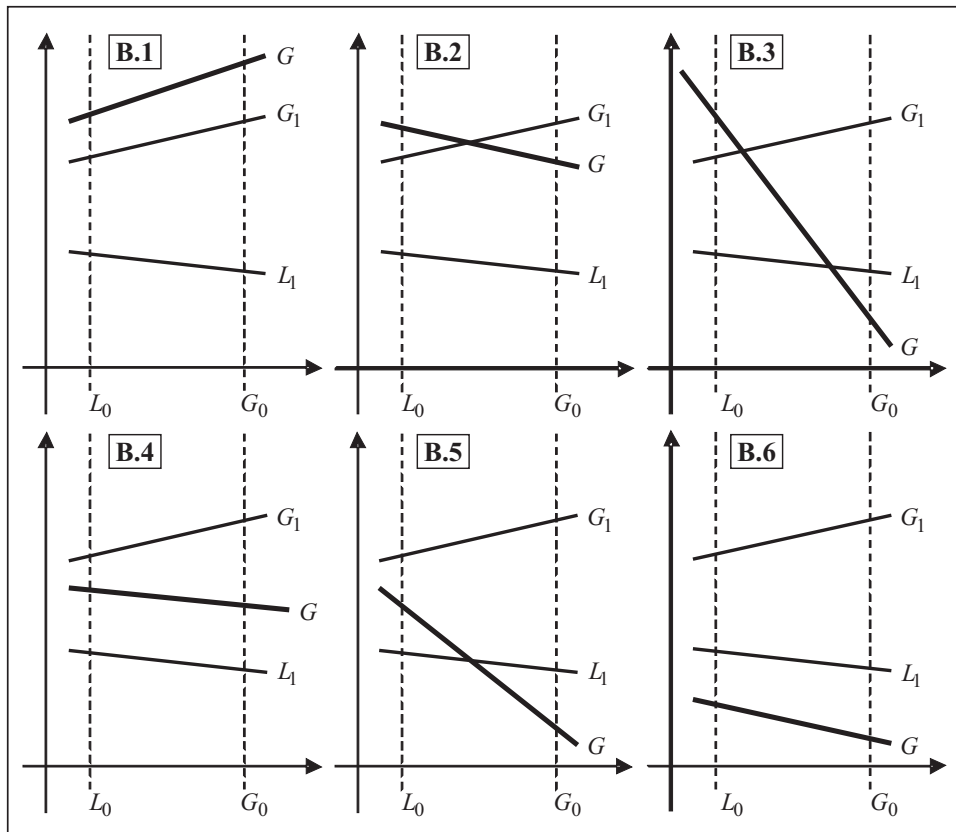 B.1 B.2 B.3
G
G₁ G₁ G₁
G
L₁ L₁ L₁
G
L₀ G₀ L₀ G₀ L₀ G₀
B.4 B.5 B.6
G₁ G₁ G₁
G
L₁ L₁ L₁
G G
L₀ G₀ L₀ G₀ L₀ G₀